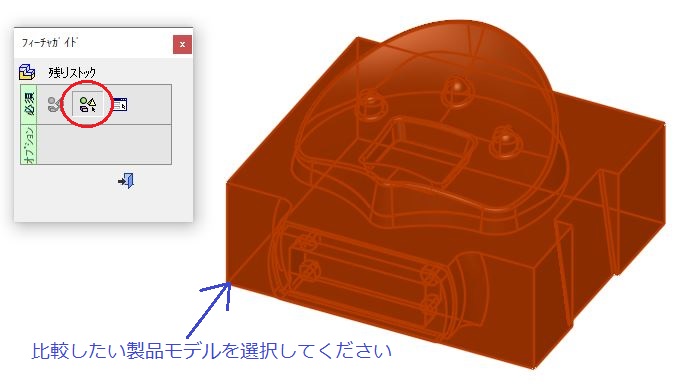 フィーチャガイド
残りストック
必須
オプション
比較したい製品モデルを選択してください